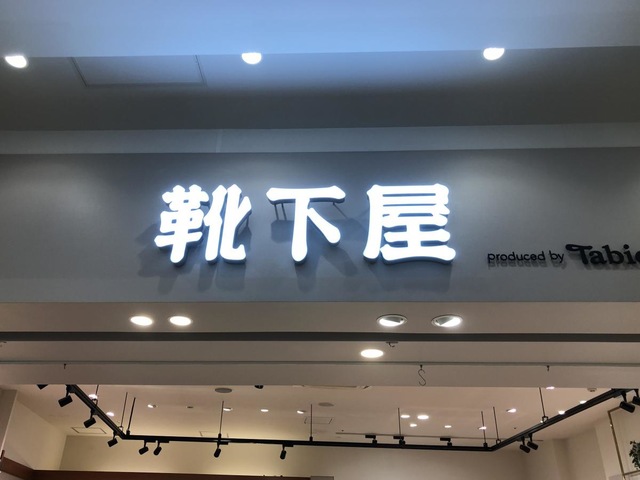 靴下屋
produced by Tabio